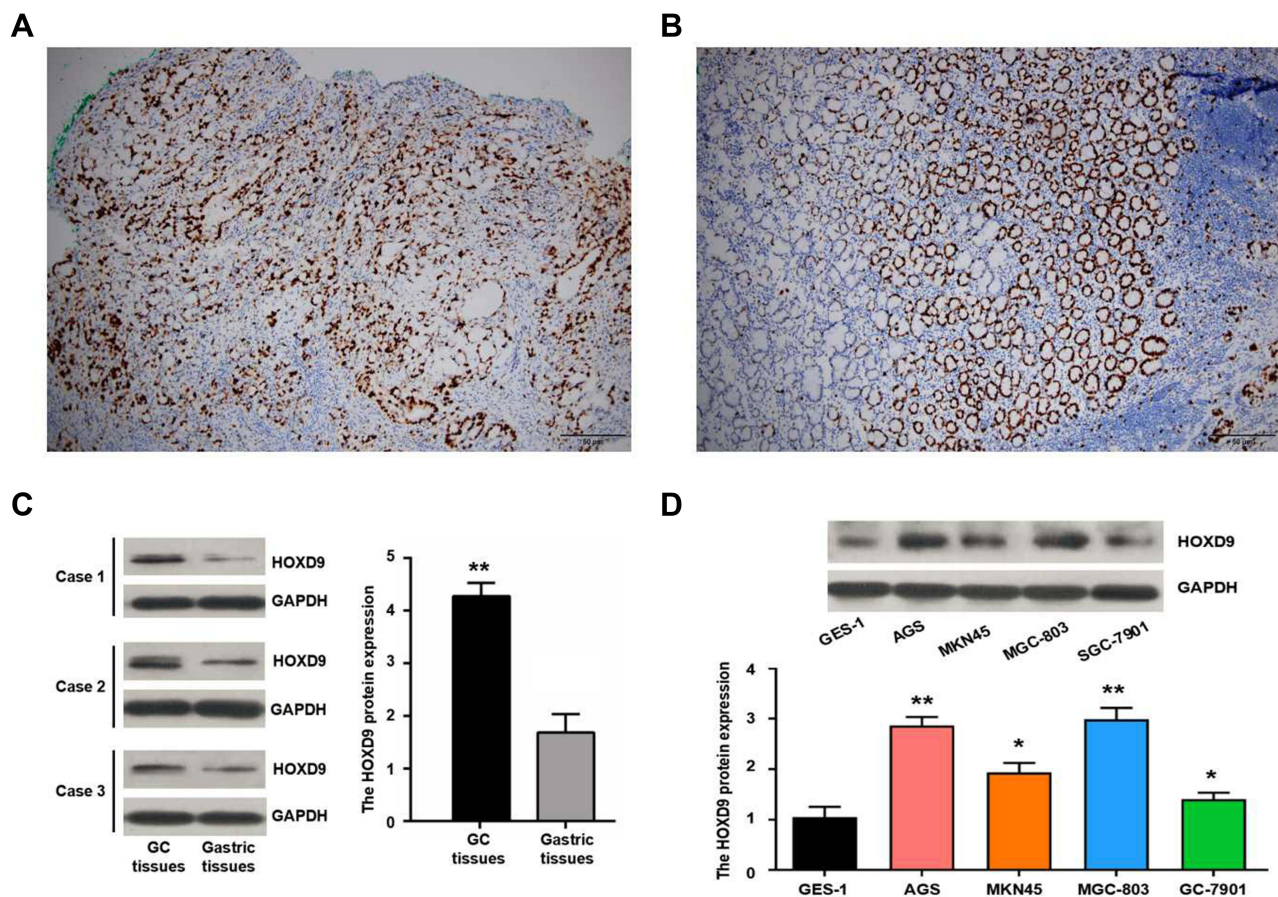 A
B
50 µm
50 µm
C
Case 1
HOXD9
GAPDH
Case 2
HOXD9
GAPDH
Case 3
HOXD9
GAPDH
GC
tissues
Gastric
tissues
The HOXD9 protein expression
5
4
3
2
1
0
**
GC
tissues
Gastric
tissues
D
HOXD9
GAPDH
GES-1
AGS
MKN45
MGC-803
SGC-7901
The HOXD9 protein expression
4
3
2
1
0
**
*
**
*
GES-1
AGS
MKN45
MGC-803
GC-7901